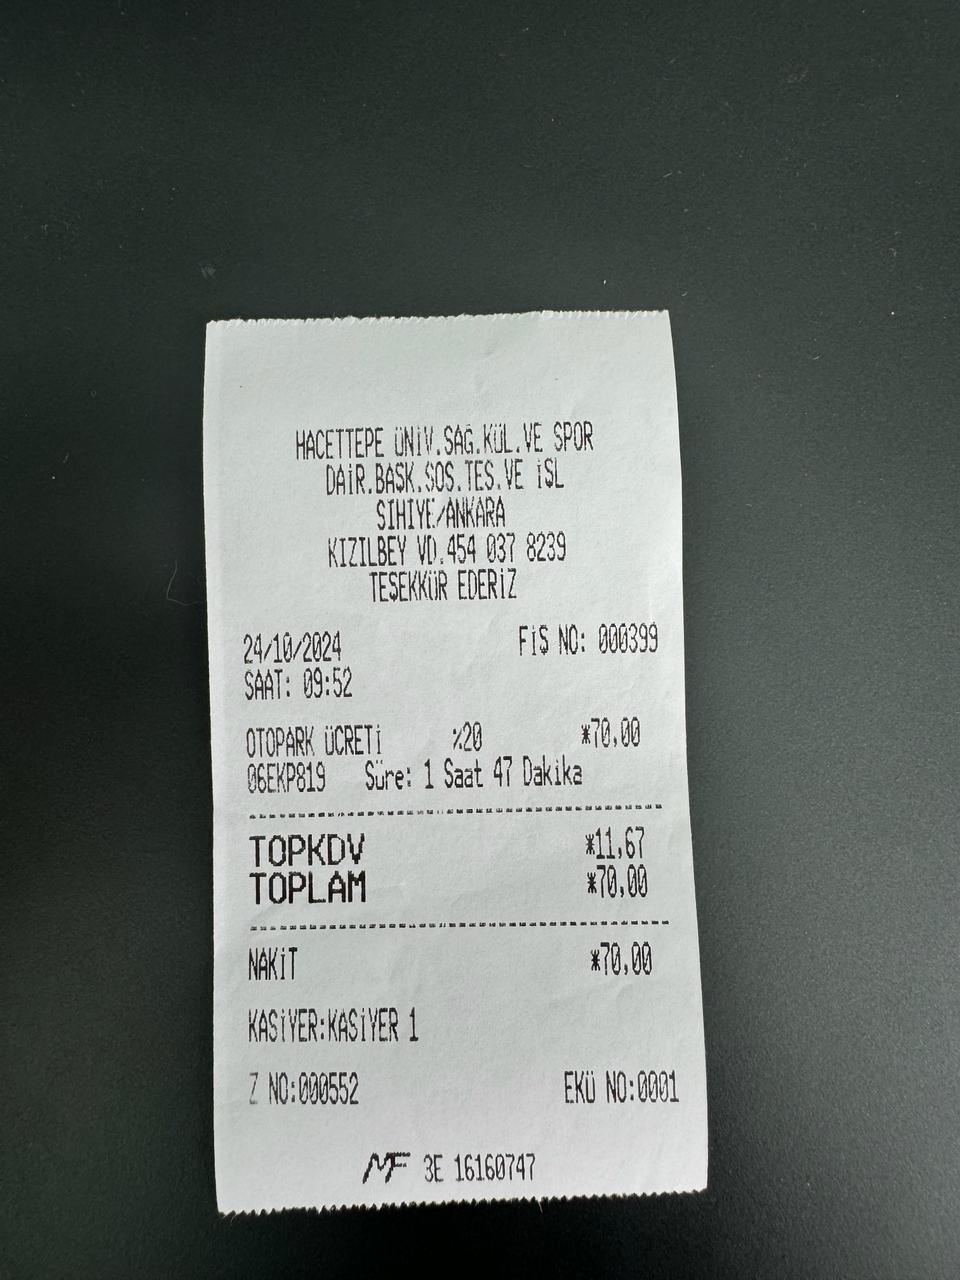 HACETTEPE ÜNİV.SAĞ.KÜL.VE SPOR
DAİR.BAŞK.SOS.TES.VE İŞL
SIHIYE/ANKARA
KIZILBEY VD.454 037 8239
TEŞEKKÜR EDERİZ
24/10/2024 FİŞ NO: 000399
SAAT: 09:52
OTOPARK ÜCRETİ %20 *70,00
06EKP819 Süre: 1 Saat 47 Dakika
TOPKDV *11,67
TOPLAM *70,00
NAKİT *70,00
KASİYER:KASİYER 1
Z NO:000552 EKÜ NO:0001
MF 3E 16160747